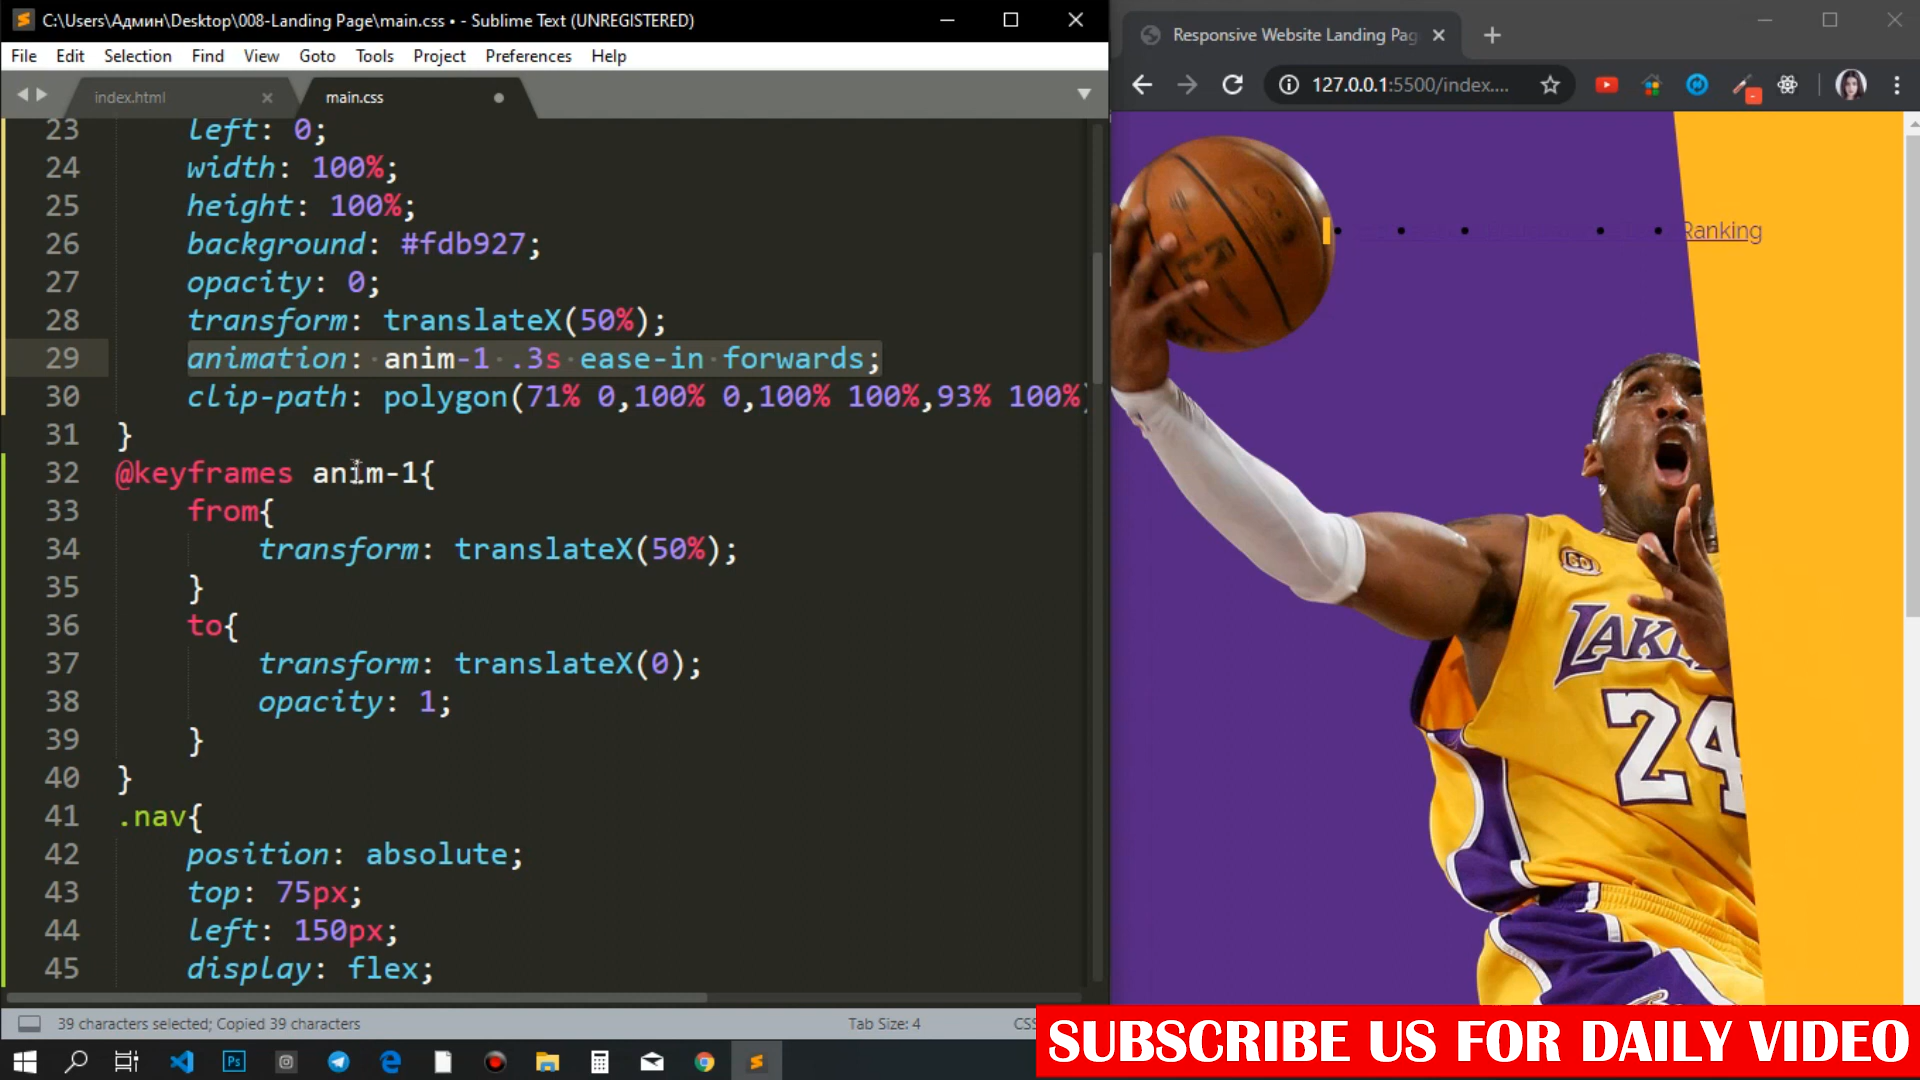 C:\Users\Админ\Desktop\008-Landing Page\main.css • - Sublime Text (UNREGISTERED)
File Edit Selection Find View Goto Tools Project Preferences Help
index.html main.css
23 left: 0;
24 width: 100%;
25 height: 100%;
26 background: #fdb927;
27 opacity: 0;
28 transform: translateX(50%);
29 animation: anim-1 .3s ease-in forwards;
30 clip-path: polygon(71% 0,100% 0,100% 100%,93% 100%)
31 }
32 @keyframes anim-1{
33 from{
34 transform: translateX(50%);
35 }
36 to{
37 transform: translateX(0);
38 opacity: 1;
39 }
40 }
41 .nav{
42 position: absolute;
43 top: 75px;
44 left: 150px;
45 display: flex;
39 characters selected; Copied 39 characters
Tab Size: 4
CSS
Responsive Website Landing Pag
127.0.0.1:5500/index....
Ranking
60
LAKE
24
SUBSCRIBE US FOR DAILY VIDEO